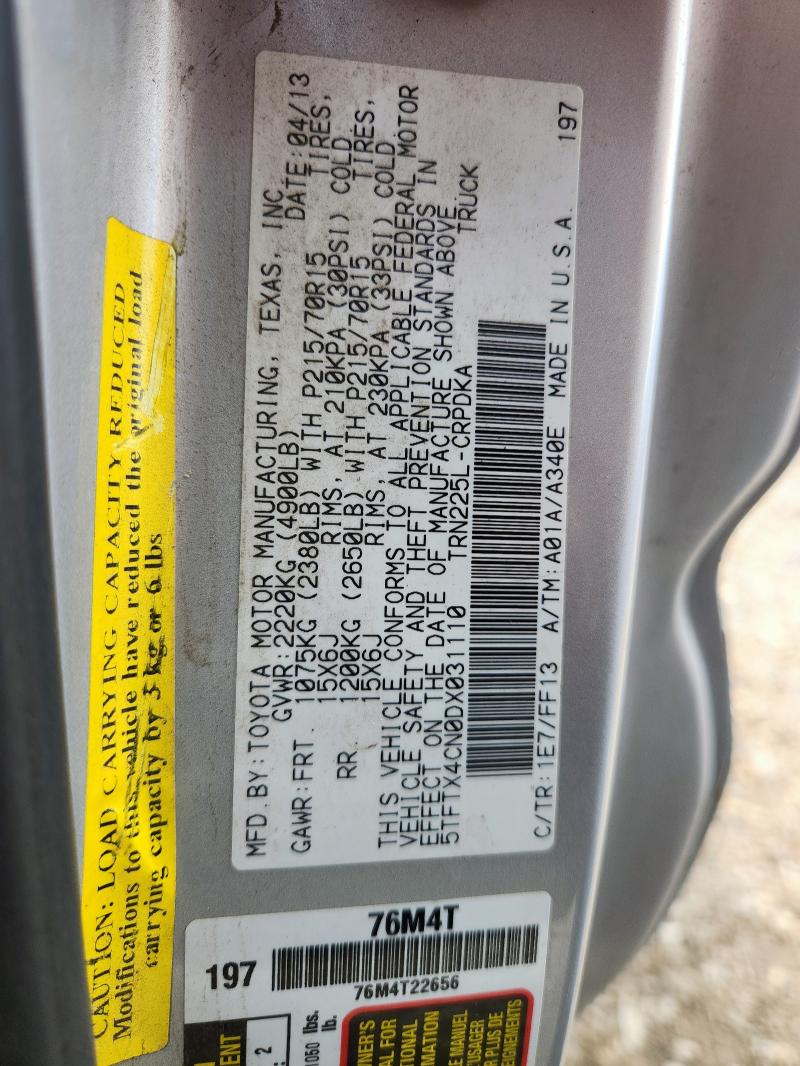 CAUTION: LOAD CARRYING CAPACITY REDUCED
Modifications to this vehicle have reduced the original load
carrying capacity by 3 kg or 6 lbs
MFD.BY:TOYOTA MOTOR MANUFACTURING, TEXAS, INC
GVWR:2220KG (4900LB) DATE:04/13
GAWR:FRT. 1075KG (2380LB) WITH P215/70R15 TIRES,
15X6J RIMS, AT 210KPA (30PSI) COLD
RR. 1200KG (2650LB) WITH P215/70R15 TIRES,
15X6J RIMS, AT 230KPA (33PSI) COLD
THIS VEHICLE CONFORMS TO ALL APPLICABLE FEDERAL MOTOR
VEHICLE SAFETY AND THEFT PREVENTION STANDARDS IN
EFFECT ON THE DATE OF MANUFACTURE SHOWN ABOVE
5TFTX4CN0DX031110 TRN225L-CRPDKA TRUCK
C/TR:1E7/FF13 A/TM:A01A/A340E MADE IN U.S.A. 197
76M4T
197
76M4T22656
: 2
1050 lbs.
lb.